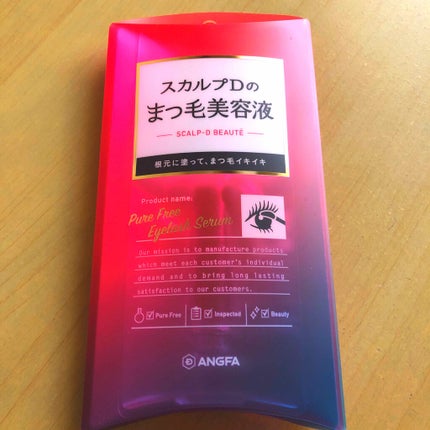 スカルプDの
まつ毛美容液
SCALP-D BEAUTÉ
根元に塗って、まつ毛イキイキ
Product name:
Pure Free
Eyelash Serum
Our mission is to manufacture products
which meet each customer's individual
demand and to bring long lasting
satisfaction to our customers.
Pure Free Inspected Beauty
ANGFA